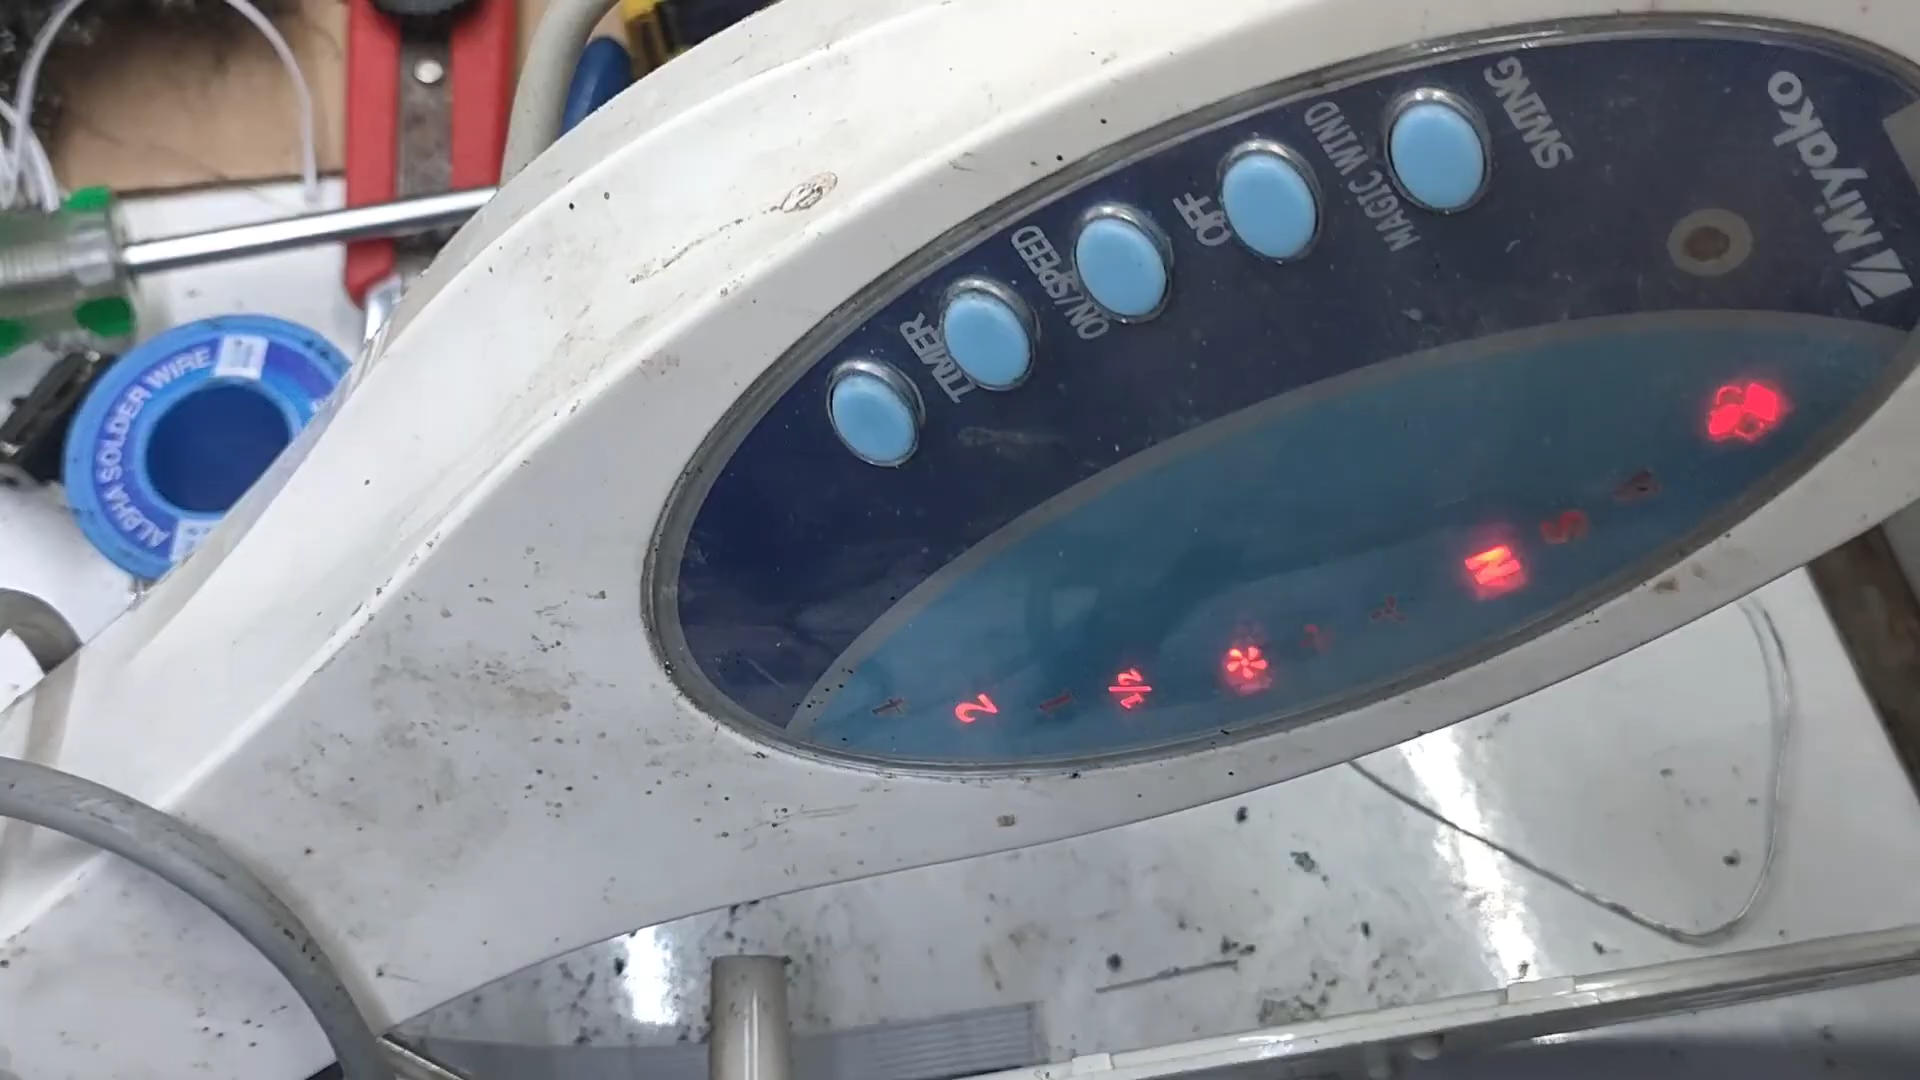 Miyako
SWING
MAGIC WIND
OFF
ON/SPEED
TIMER
N
S
1/2
1
2
4
ALPHA SOLDER WIRE